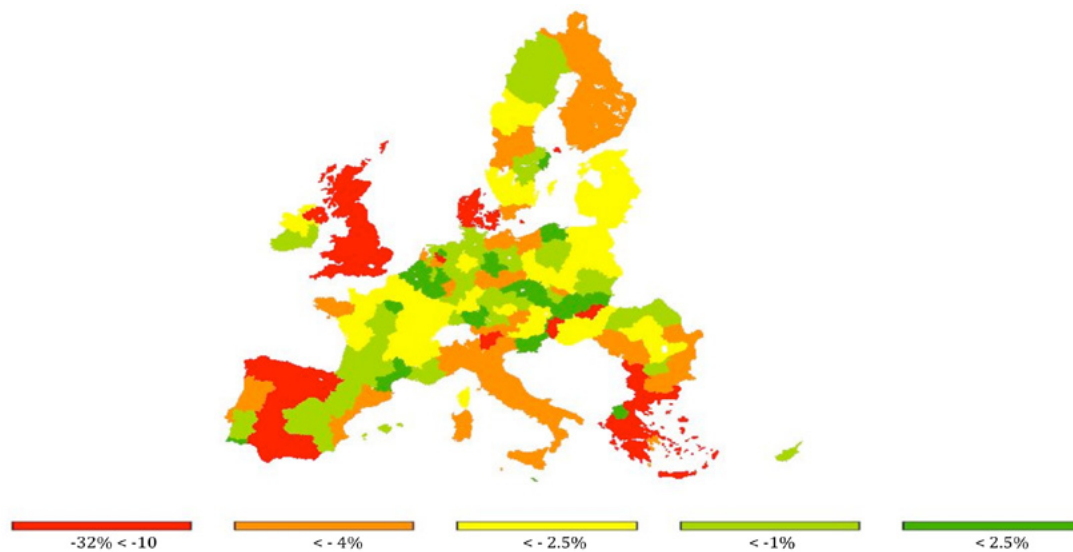 -32% < -10
< - 4%
< - 2.5%
< -1%
< 2.5%